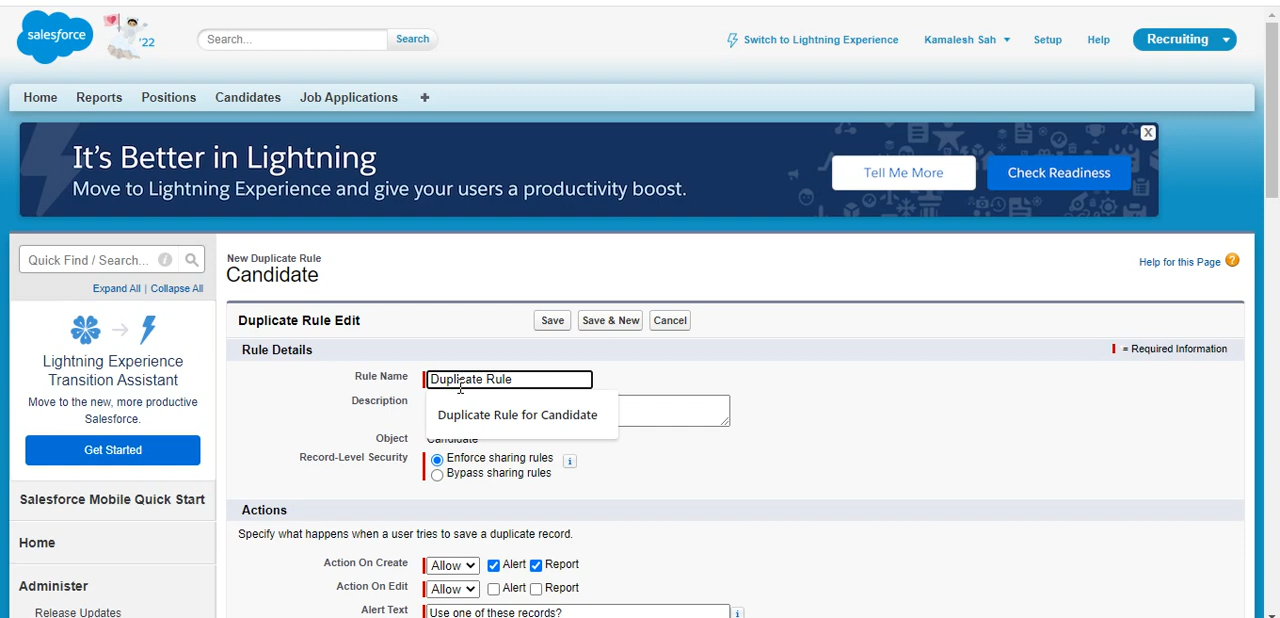 salesforce
'22
Search...
Search
Switch to Lightning Experience
Kamalesh Sah
Setup
Help
Recruiting
Home
Reports
Positions
Candidates
Job Applications
+
It's Better in Lightning
Move to Lightning Experience and give your users a productivity boost.
Tell Me More
Check Readiness
X
Quick Find / Search...
i
Expand All | Collapse All
Lightning Experience
Transition Assistant
Move to the new, more productive
Salesforce.
Get Started
Salesforce Mobile Quick Start
Home
Administer
Release Updates
New Duplicate Rule
Candidate
Help for this Page ?
Duplicate Rule Edit
Save
Save & New
Cancel
Rule Details
= Required Information
Rule Name
Duplicate Rule
Description
Duplicate Rule for Candidate
Object
Candidate
Record-Level Security
Enforce sharing rules
i
Bypass sharing rules
Actions
Specify what happens when a user tries to save a duplicate record.
Action On Create
Allow
Alert
Report
Action On Edit
Allow
Alert
Report
Alert Text
Use one of these records?
i